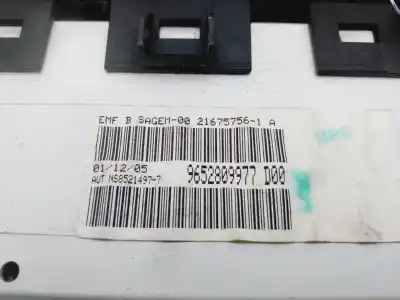 EMF B SAGEM-00 21675756-1 A
01/12/05
9652809977 D00
AUT NS8521497-7